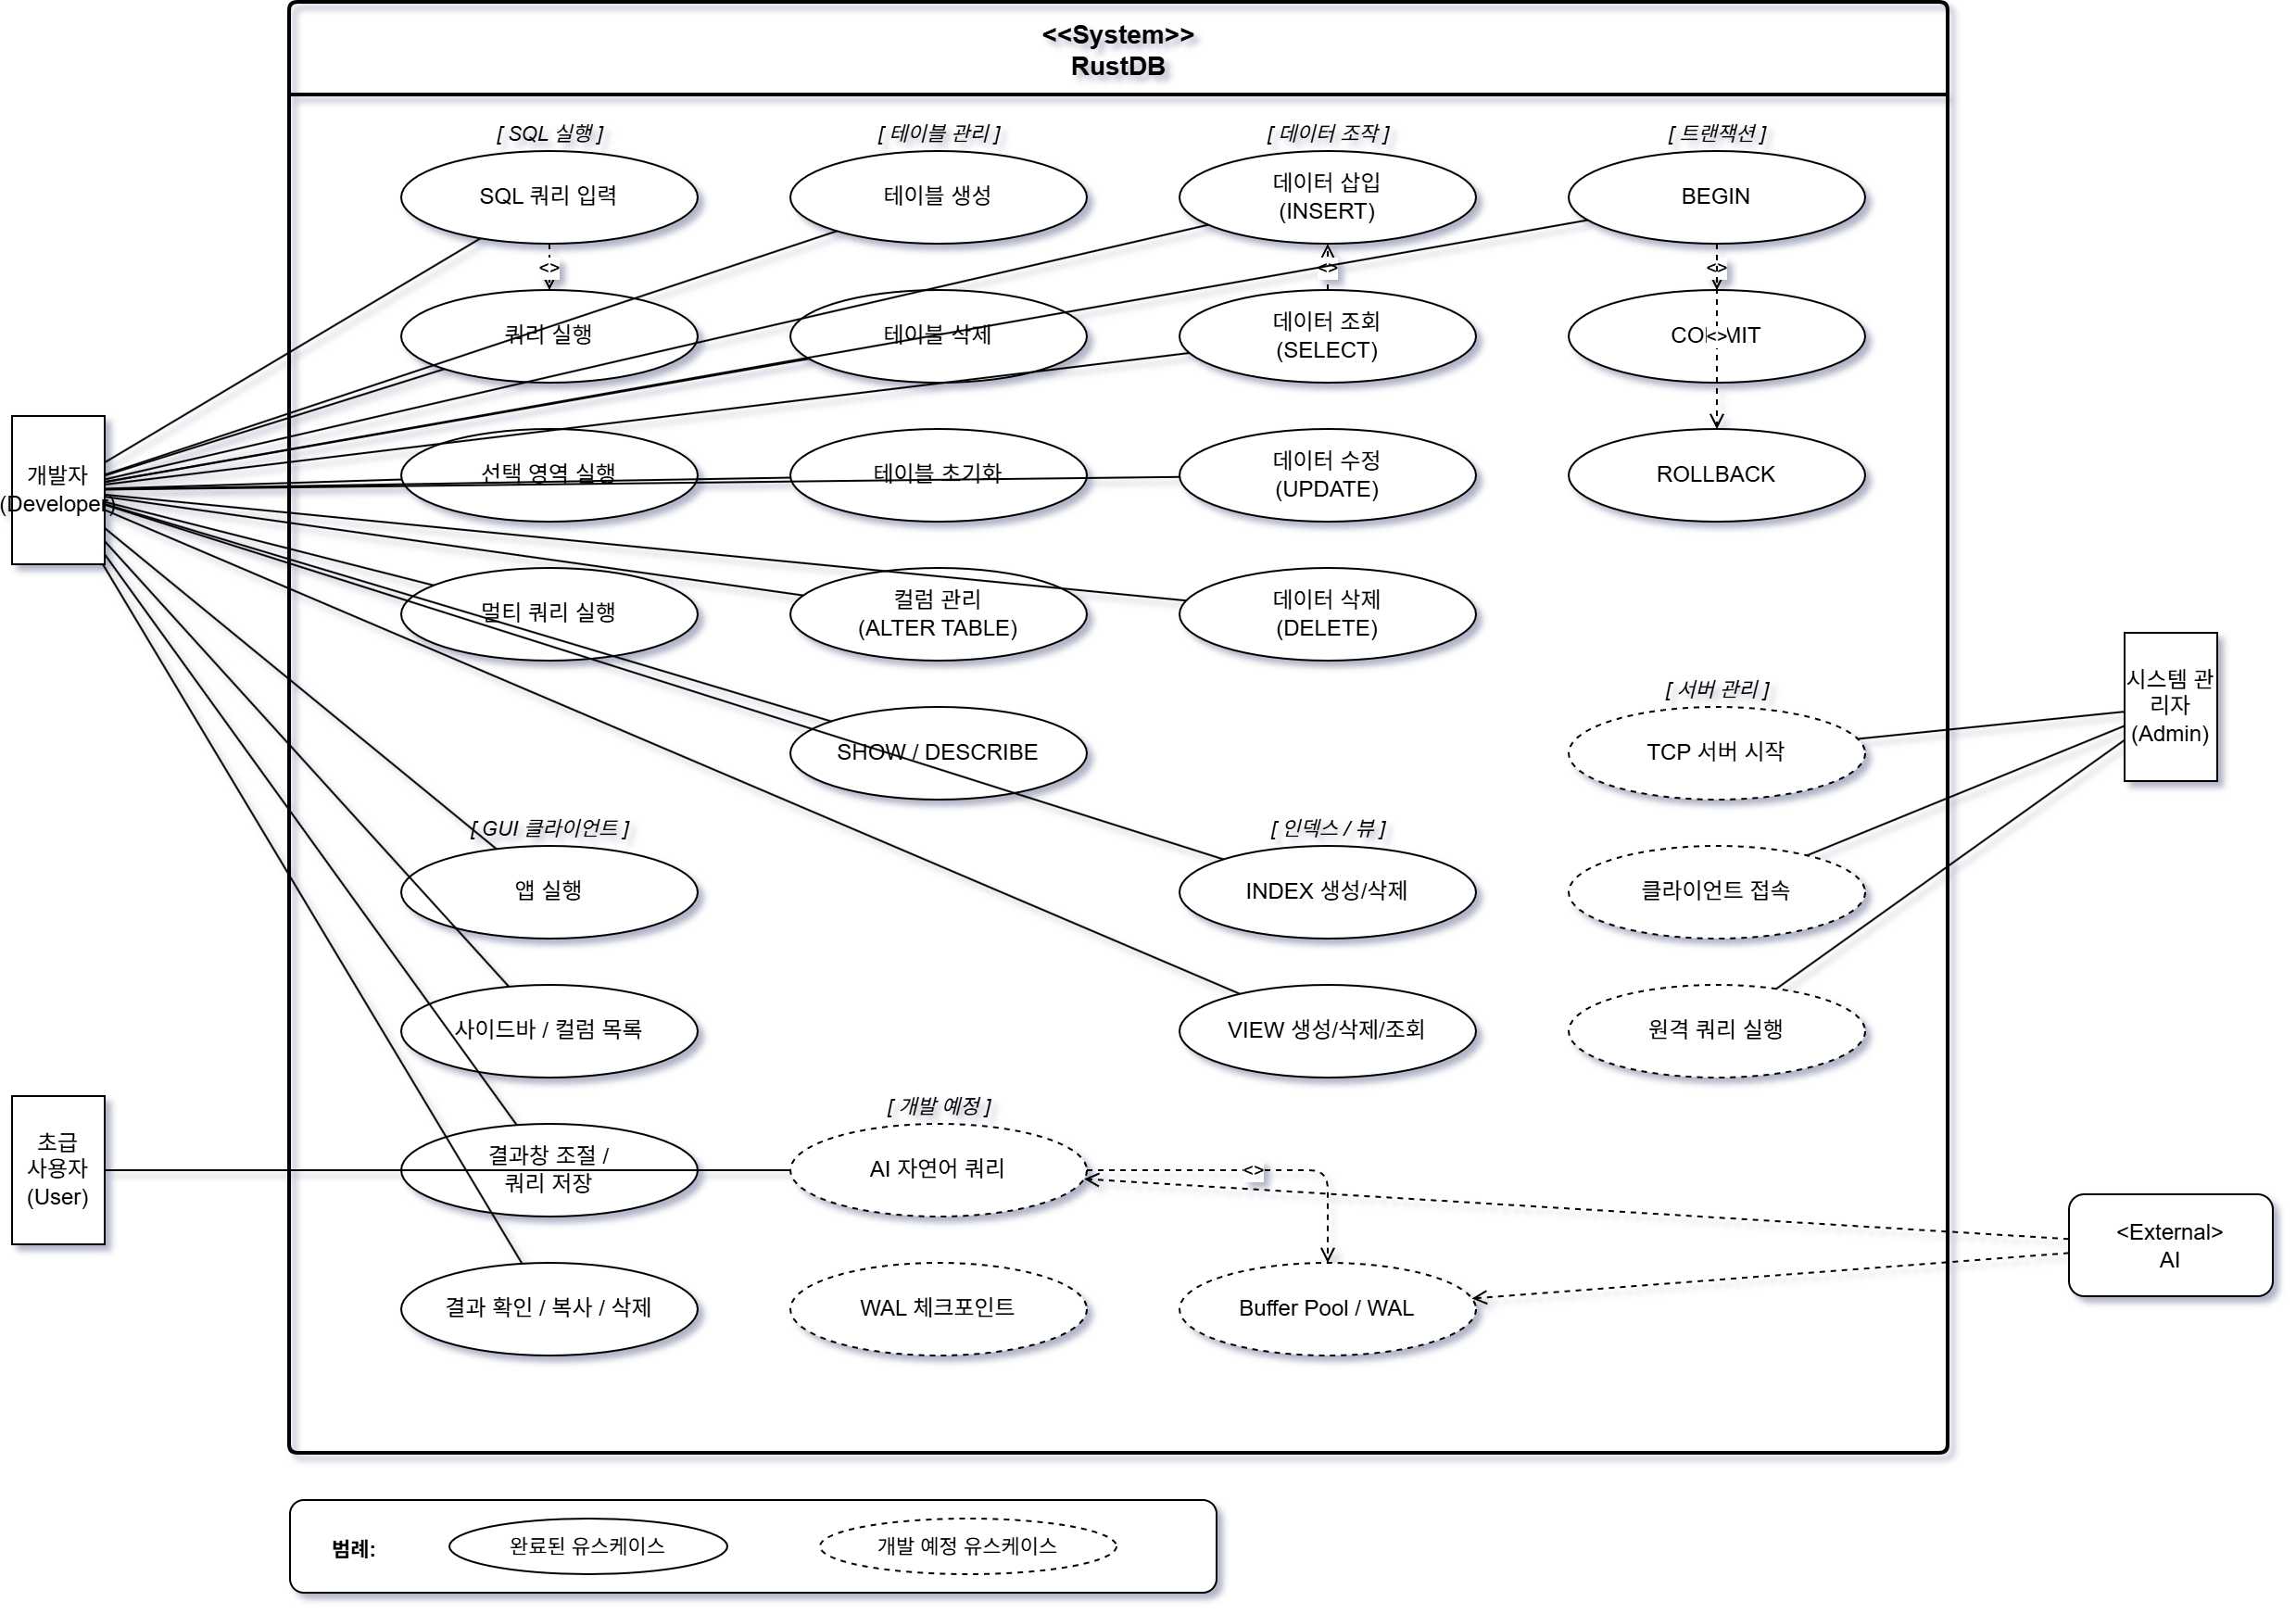 <<System>>
RustDB
[ SQL 실행 ]
[ 테이블 관리 ]
[ 데이터 조작 ]
[ 트랜잭션 ]
SQL 쿼리 입력
테이블 생성
데이터 삽입
(INSERT)
BEGIN
<>
<>
<>
쿼리 실행
테이블 삭제
데이터 조회
(SELECT)
COMMIT
<>
개발자
(Developer)
선택 영역 실행
테이블 초기화
데이터 수정
(UPDATE)
ROLLBACK
멀티 쿼리 실행
컬럼 관리
(ALTER TABLE)
데이터 삭제
(DELETE)
[ 서버 관리 ]
시스템 관
리자
(Admin)
SHOW / DESCRIBE
TCP 서버 시작
[ GUI 클라이언트 ]
[ 인덱스 / 뷰 ]
앱 실행
INDEX 생성/삭제
클라이언트 접속
사이드바 / 컬럼 목록
VIEW 생성/삭제/조회
원격 쿼리 실행
[ 개발 예정 ]
초급
사용자
(User)
결과창 조절 /
쿼리 저장
AI 자연어 쿼리
<>
<External>
AI
결과 확인 / 복사 / 삭제
WAL 체크포인트
Buffer Pool / WAL
범례:
완료된 유스케이스
개발 예정 유스케이스